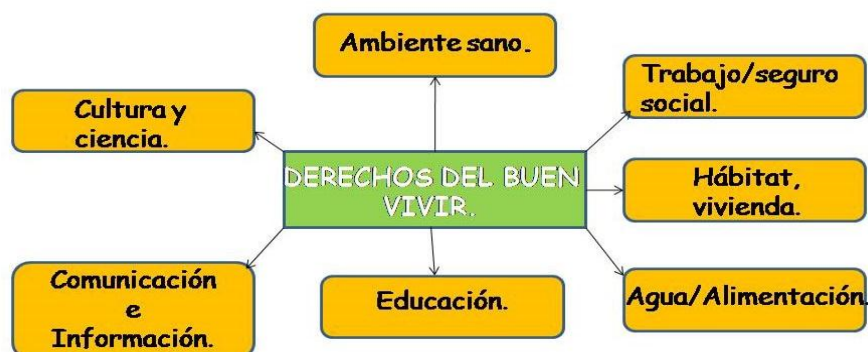 Ambiente sano.
Trabajo/seguro
social.
Cultura y
ciencia.
DERECHOS DEL BUEN
VIVIR.
Hábitat,
vivienda.
Comunicación
e
Información.
Educación.
Agua/Alimentación.